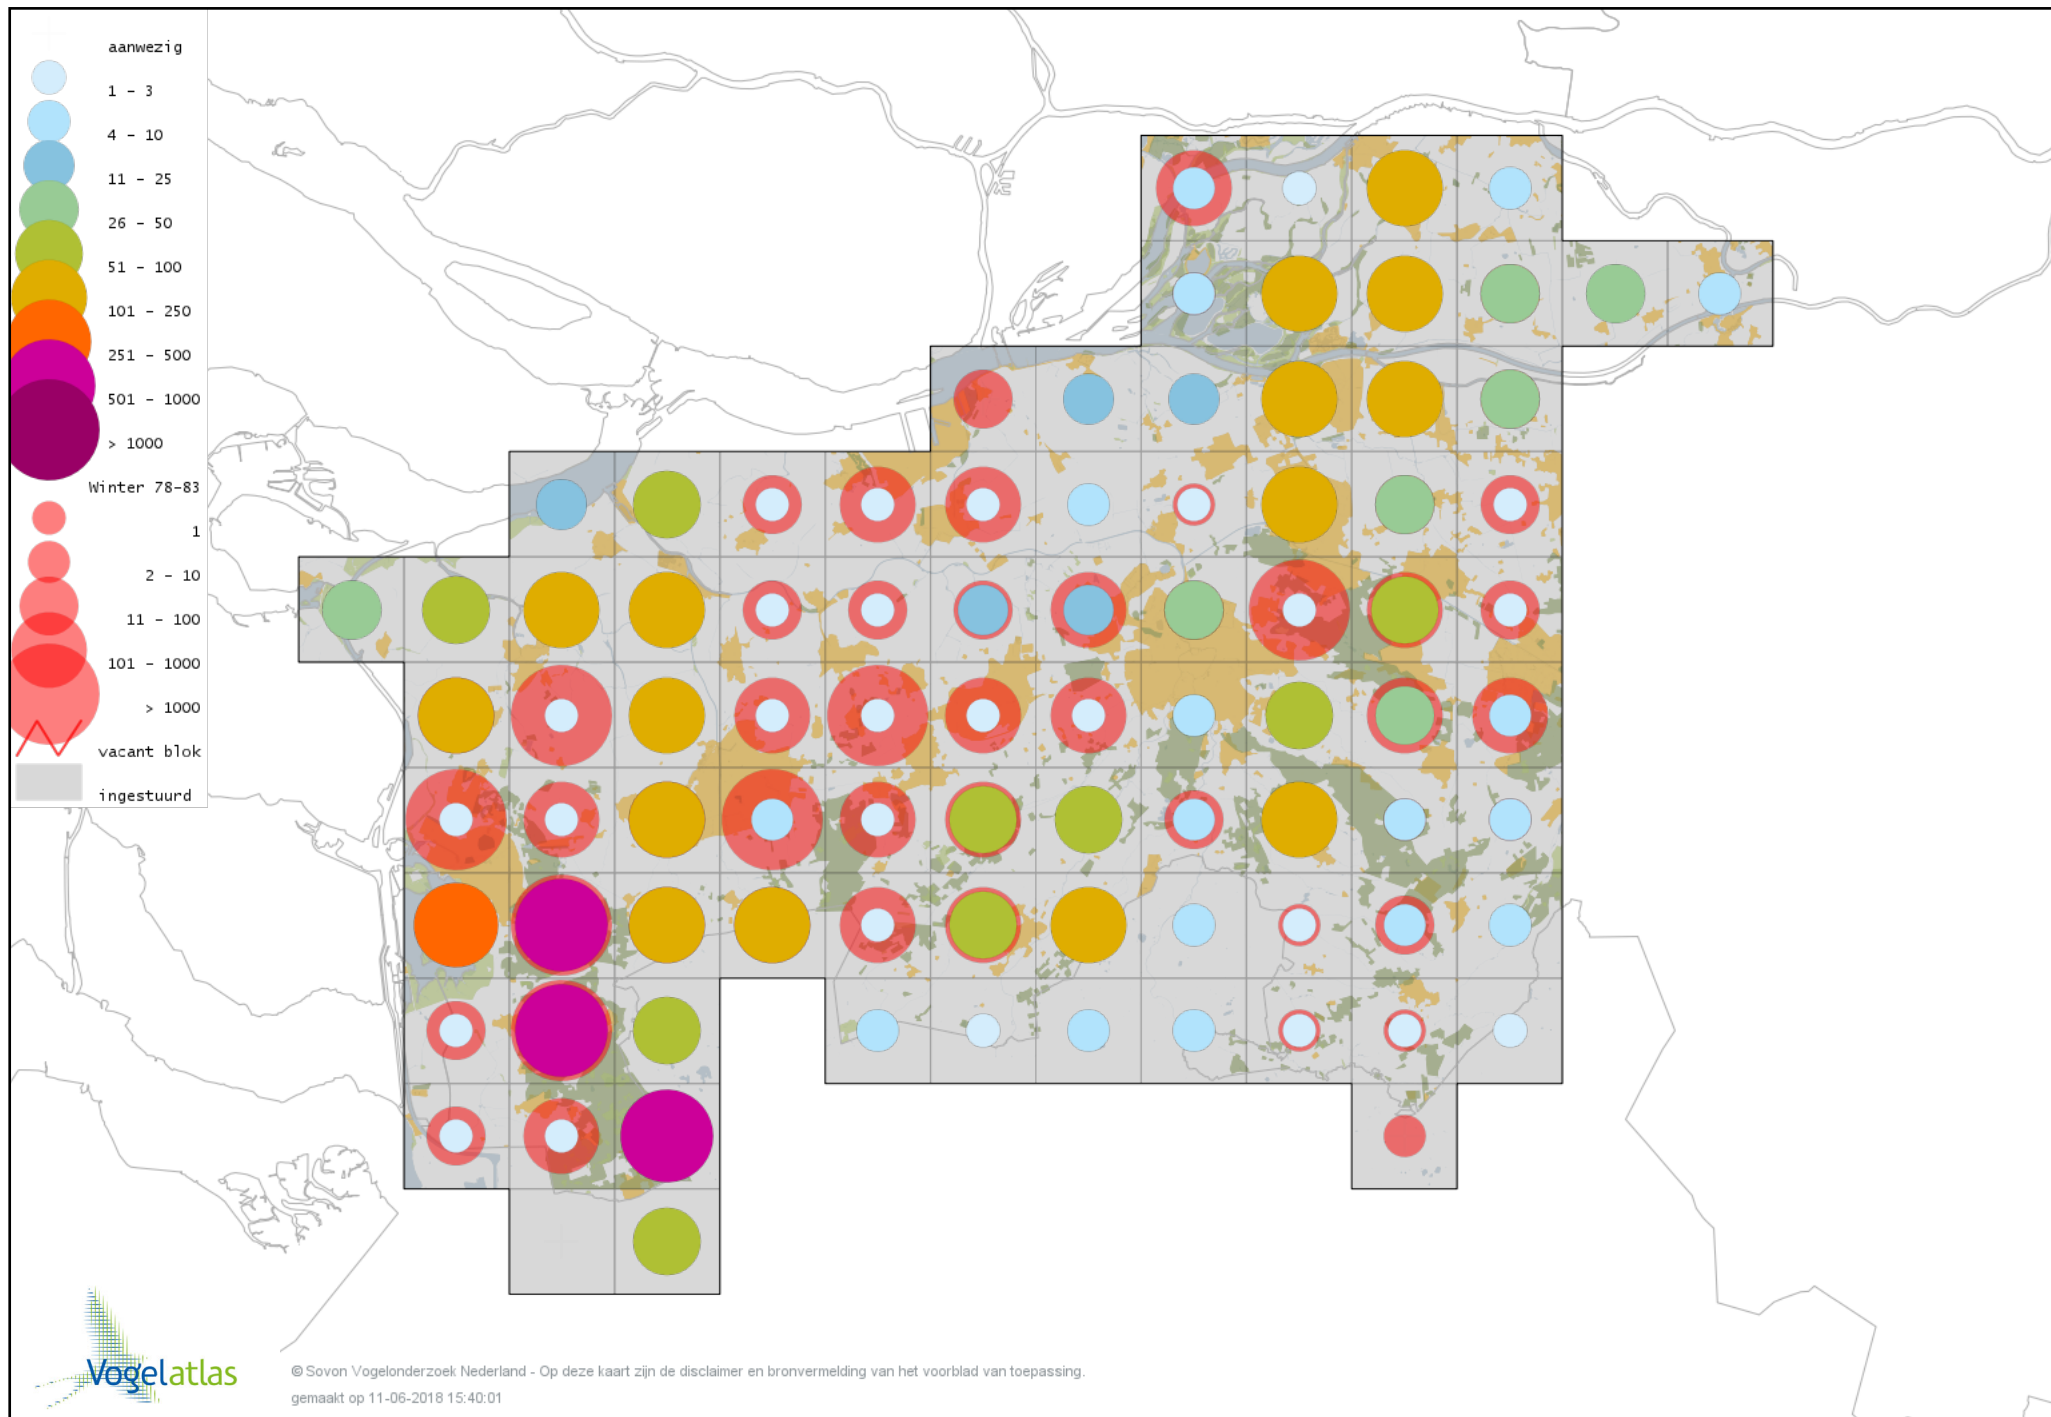 aanwezig
1 - 3
4 - 10
11 - 25
26 - 50
51 - 100
101 - 250
251 - 500
501 - 1000
> 1000
Winter 78-83
1
2 - 10
11 - 100
101 - 1000
> 1000
vacant blok
ingestuurd
Vogelatlas
© Sovon Vogelonderzoek Nederland - Op deze kaart zijn de disclaimer en bronvermelding van het voorblad van toepassing.
gemaakt op 11-06-2018 15:40:01